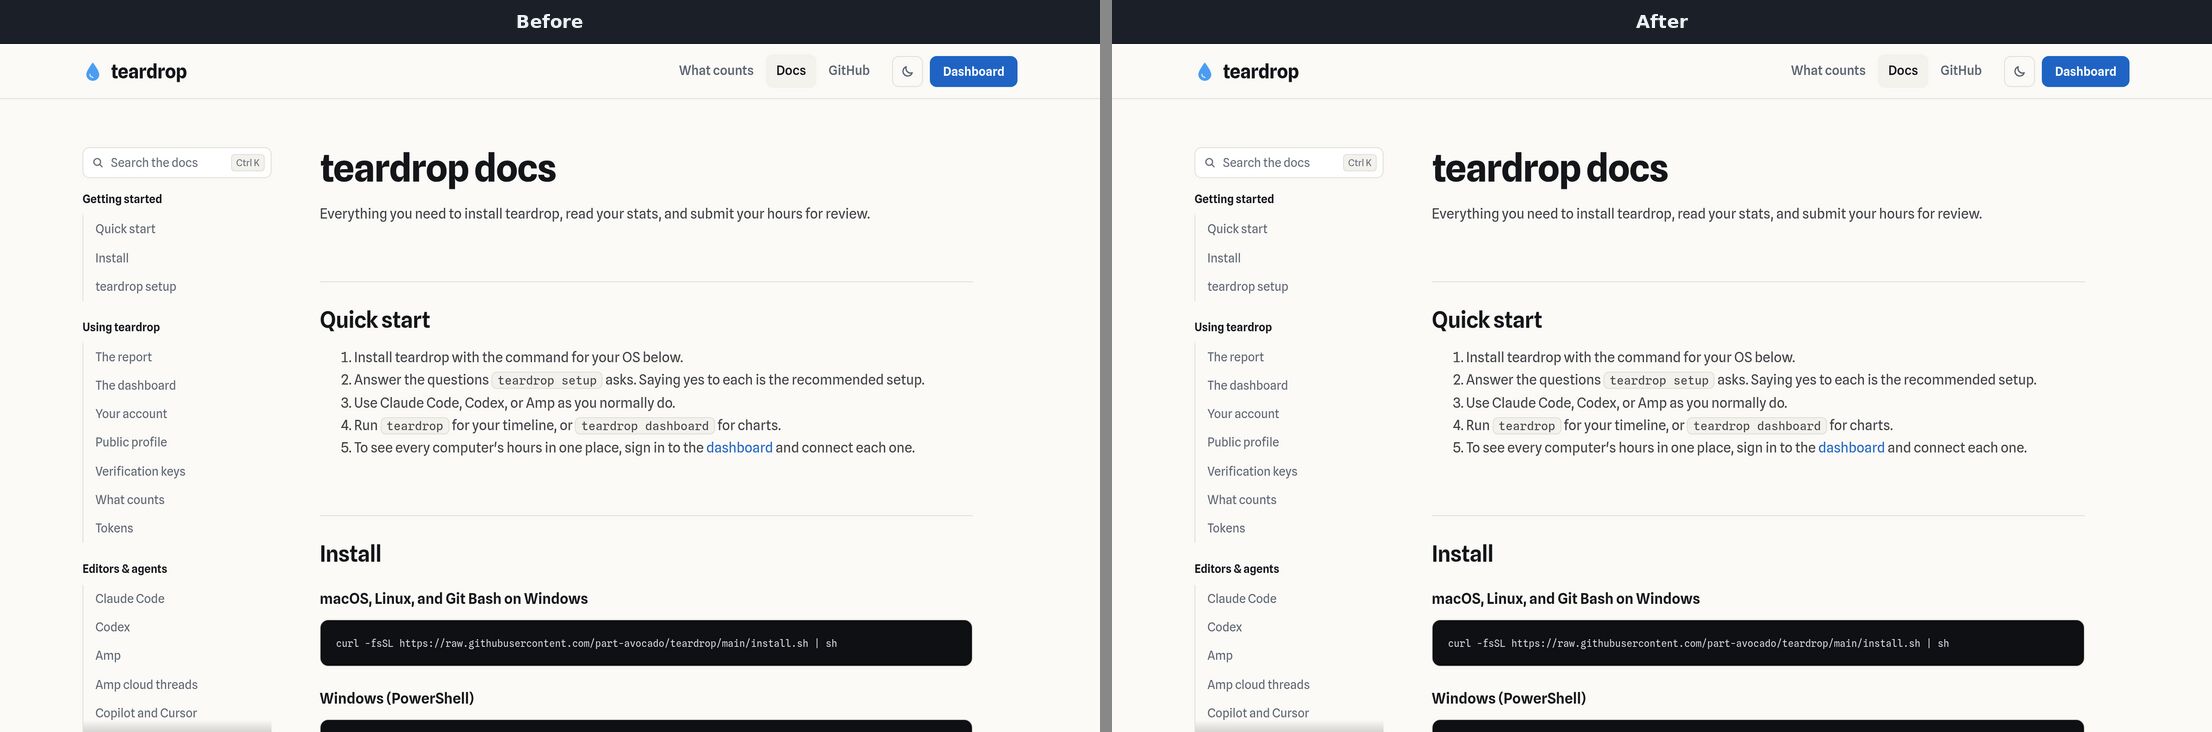 Before
teardrop
What counts Docs GitHub Dashboard
Search the docs Ctrl K
Getting started
Quick start
Install
teardrop setup
Using teardrop
The report
The dashboard
Your account
Public profile
Verification keys
What counts
Tokens
Editors & agents
Claude Code
Codex
Amp
Amp cloud threads
Copilot and Cursor
teardrop docs
Everything you need to install teardrop, read your stats, and submit your hours for review.
Quick start
1. Install teardrop with the command for your OS below.
2. Answer the questions teardrop setup asks. Saying yes to each is the recommended setup.
3. Use Claude Code, Codex, or Amp as you normally do.
4. Run teardrop for your timeline, or teardrop dashboard for charts.
5. To see every computer's hours in one place, sign in to the dashboard and connect each one.
Install
macOS, Linux, and Git Bash on Windows
curl -fsSL https://raw.githubusercontent.com/part-avocado/teardrop/main/install.sh | sh
Windows (PowerShell)
After
teardrop
What counts Docs GitHub Dashboard
Search the docs Ctrl K
Getting started
Quick start
Install
teardrop setup
Using teardrop
The report
The dashboard
Your account
Public profile
Verification keys
What counts
Tokens
Editors & agents
Claude Code
Codex
Amp
Amp cloud threads
Copilot and Cursor
teardrop docs
Everything you need to install teardrop, read your stats, and submit your hours for review.
Quick start
1. Install teardrop with the command for your OS below.
2. Answer the questions teardrop setup asks. Saying yes to each is the recommended setup.
3. Use Claude Code, Codex, or Amp as you normally do.
4. Run teardrop for your timeline, or teardrop dashboard for charts.
5. To see every computer's hours in one place, sign in to the dashboard and connect each one.
Install
macOS, Linux, and Git Bash on Windows
curl -fsSL https://raw.githubusercontent.com/part-avocado/teardrop/main/install.sh | sh
Windows (PowerShell)